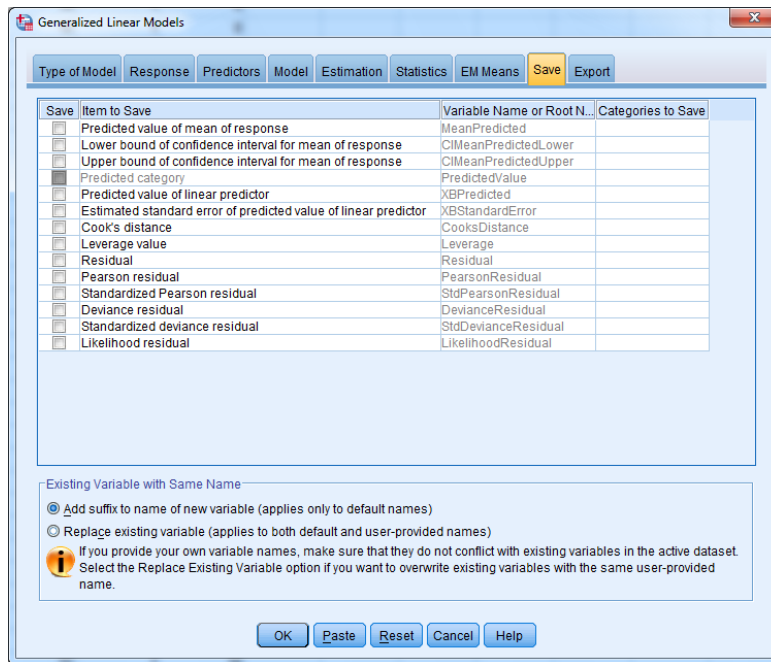 Generalized Linear Models
Type of Model Response Predictors Model Estimation Statistics EM Means Save Export
Save Item to Save Variable Name or Root N... Categories to Save
Predicted value of mean of response MeanPredicted
Lower bound of confidence interval for mean of response CIMeanPredictedLower
Upper bound of confidence interval for mean of response CIMeanPredictedUpper
Predicted category PredictedValue
Predicted value of linear predictor XBPredicted
Estimated standard error of predicted value of linear predictor XBStandardError
Cook's distance CooksDistance
Leverage value Leverage
Residual Residual
Pearson residual PearsonResidual
Standardized Pearson residual StdPearsonResidual
Deviance residual DevianceResidual
Standardized deviance residual StdDevianceResidual
Likelihood residual LikelihoodResidual
Existing Variable with Same Name
Add suffix to name of new variable (applies only to default names)
Replace existing variable (applies to both default and user-provided names)
If you provide your own variable names, make sure that they do not conflict with existing variables in the active dataset.
Select the Replace Existing Variable option if you want to overwrite existing variables with the same user-provided
name.
OK Paste Reset Cancel Help